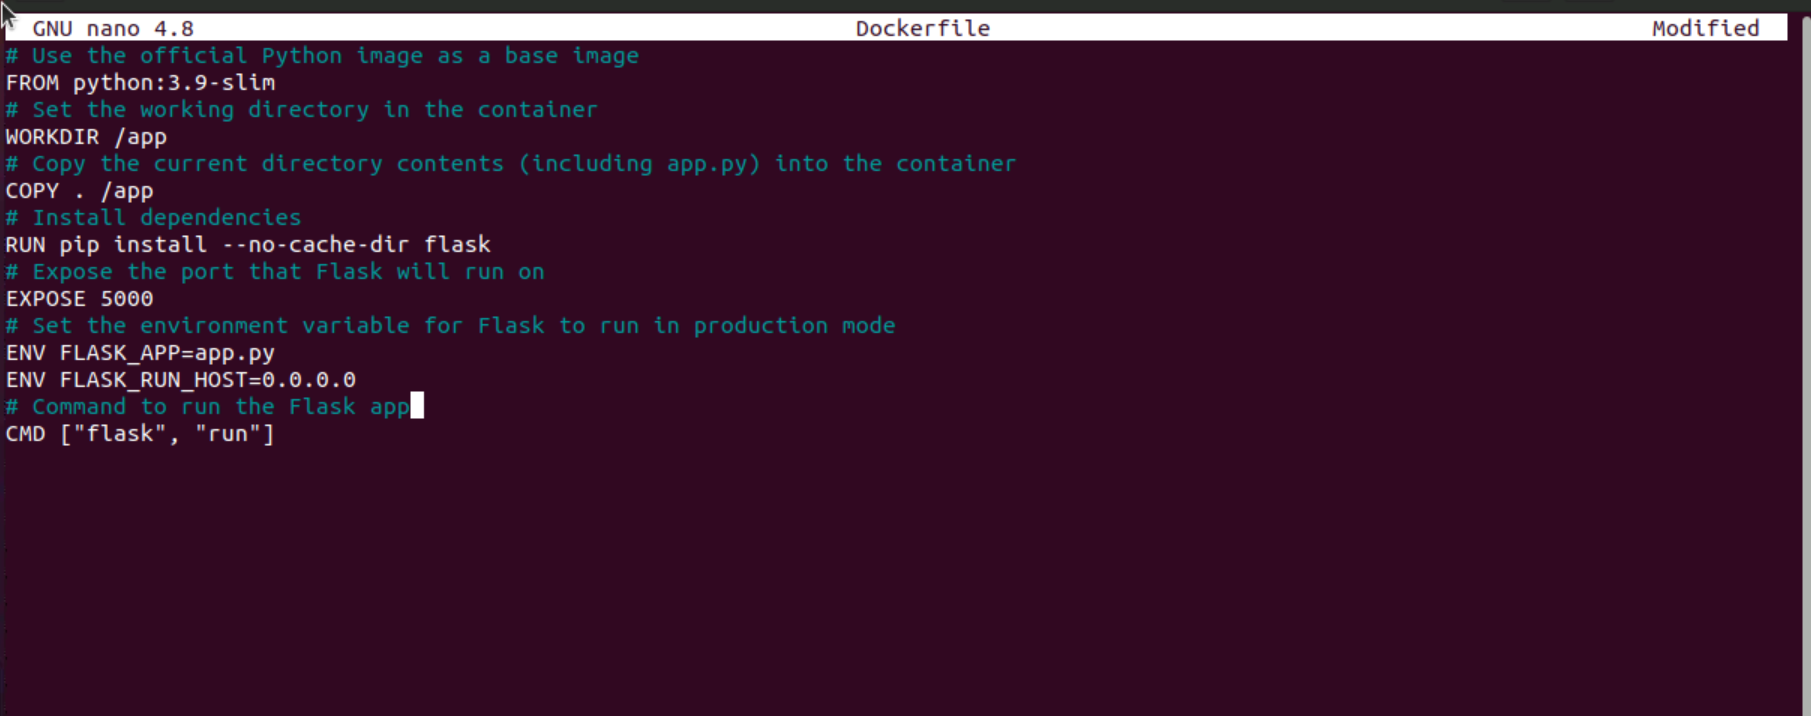 GNU nano 4.8 Dockerfile Modified
# Use the official Python image as a base image
FROM python:3.9-slim
# Set the working directory in the container
WORKDIR /app
# Copy the current directory contents (including app.py) into the container
COPY . /app
# Install dependencies
RUN pip install --no-cache-dir flask
# Expose the port that Flask will run on
EXPOSE 5000
# Set the environment variable for Flask to run in production mode
ENV FLASK_APP=app.py
ENV FLASK_RUN_HOST=0.0.0.0
# Command to run the Flask app
CMD ["flask", "run"]